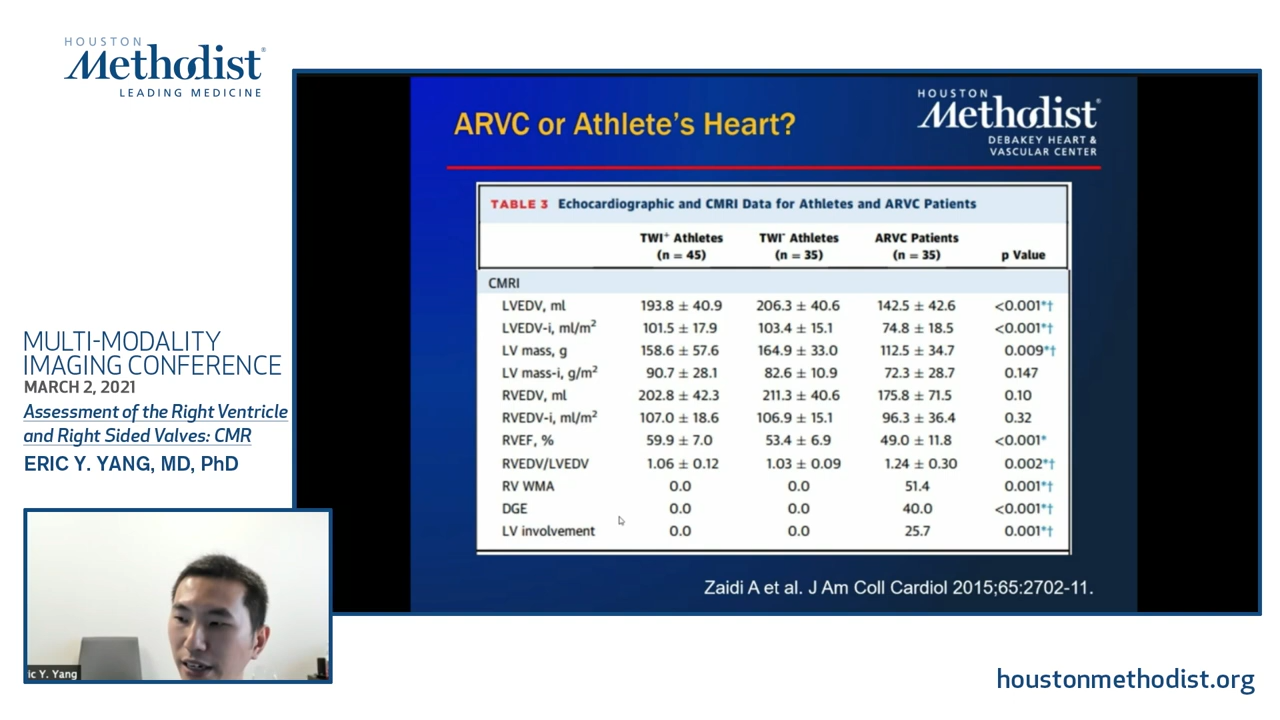 HOUSTON
Methodist®
LEADING MEDICINE
MULTI-MODALITY
IMAGING CONFERENCE
MARCH 2, 2021
Assessment of the Right Ventricle
and Right Sided Valves: CMR
ERIC Y. YANG, MD, PhD
ic Y. Yang
ARVC or Athlete's Heart?
HOUSTON
Methodist®
DEBAKEY HEART &
VASCULAR CENTER
TABLE 3 Echocardiographic and CMRI Data for Athletes and ARVC Patients
TWI⁺ Athletes TWI⁻ Athletes ARVC Patients
(n = 45) (n = 35) (n = 35) p Value
CMRI
LVEDV, ml 193.8 ± 40.9 206.3 ± 40.6 142.5 ± 42.6 <0.001*†
LVEDV-i, ml/m² 101.5 ± 17.9 103.4 ± 15.1 74.8 ± 18.5 <0.001*†
LV mass, g 158.6 ± 57.6 164.9 ± 33.0 112.5 ± 34.7 0.009*†
LV mass-i, g/m² 90.7 ± 28.1 82.6 ± 10.9 72.3 ± 28.7 0.147
RVEDV, ml 202.8 ± 42.3 211.3 ± 40.6 175.8 ± 71.5 0.10
RVEDV-i, ml/m² 107.0 ± 18.6 106.9 ± 15.1 96.3 ± 36.4 0.32
RVEF, % 59.9 ± 7.0 53.4 ± 6.9 49.0 ± 11.8 <0.001*
RVEDV/LVEDV 1.06 ± 0.12 1.03 ± 0.09 1.24 ± 0.30 0.002*†
RV WMA 0.0 0.0 51.4 0.001*†
DGE 0.0 0.0 40.0 <0.001*†
LV involvement 0.0 0.0 25.7 0.001*†
Zaidi A et al. J Am Coll Cardiol 2015;65:2702-11.
houstonmethodist.org